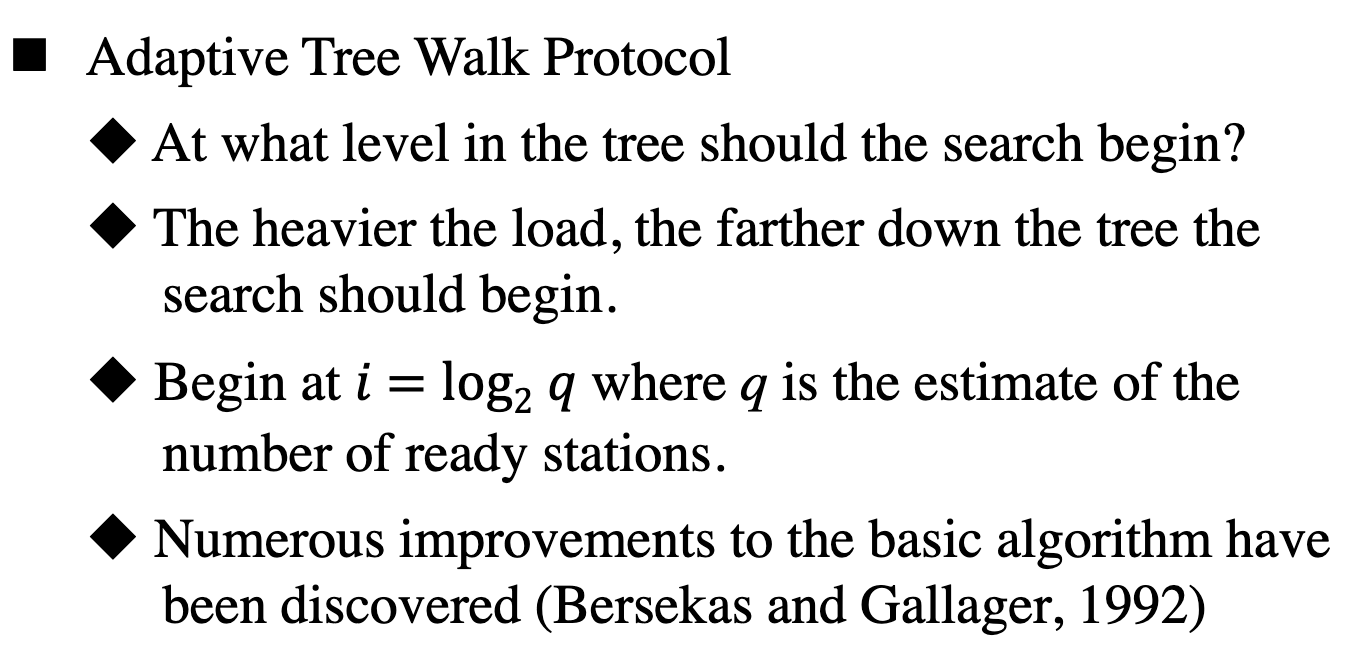 ■ Adaptive Tree Walk Protocol
◆ At what level in the tree should the search begin?
◆ The heavier the load, the farther down the tree the
search should begin.
◆ Begin at i = log₂ q where q is the estimate of the
number of ready stations.
◆ Numerous improvements to the basic algorithm have
been discovered (Bersekas and Gallager, 1992)